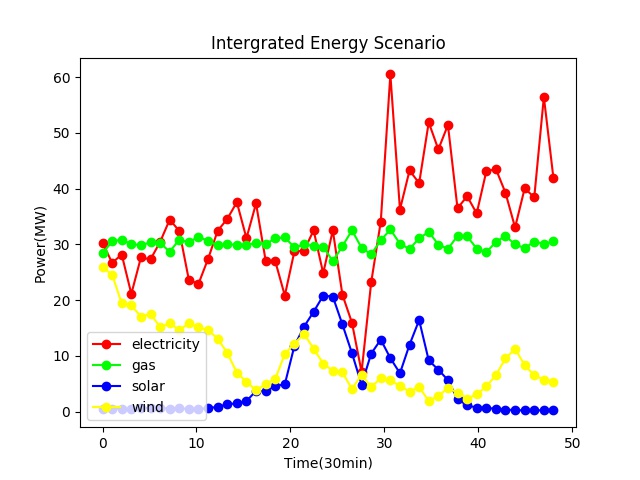 Intergrated Energy Scenario
Power(MW)
60
50
40
30
20
10
0
electricity
gas
solar
wind
0 10 20 30 40 50
Time(30min)